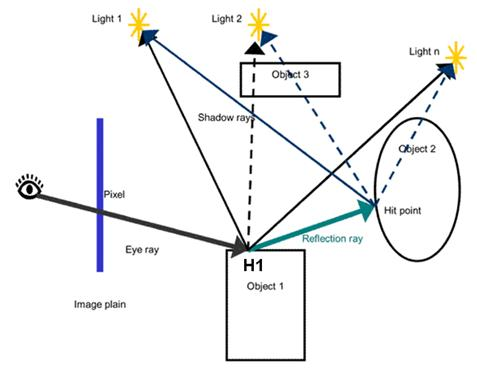 Light 1
Light 2
Light n
Object 3
Shadow rays
Object 2
Pixel
Hit point
Reflection ray
Eye ray
H1
Object 1
Image plain